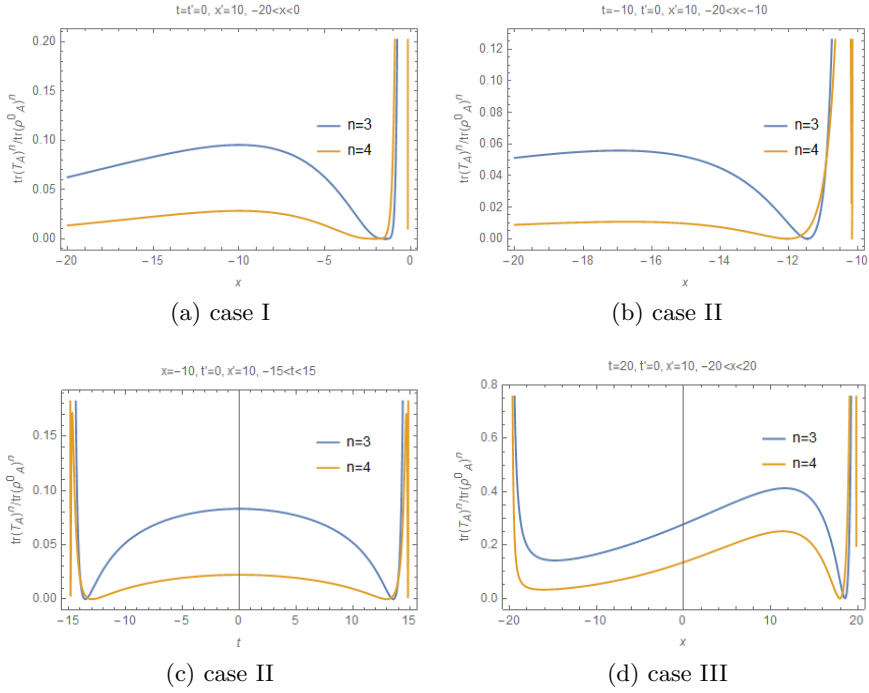 t=t'=0, x'=10, −20<x<0
tr(T_A)^n/tr(ρ^0_A)^n
0.20
0.15
0.10
0.05
0.00
n=3
n=4
−20 −15 −10 −5 0
x
(a) case I
t=−10, t'=0, x'=10, −20<x<−10
tr(T_A)^n/tr(ρ^0_A)^n
0.12
0.10
0.08
0.06
0.04
0.02
0.00
n=3
n=4
−20 −18 −16 −14 −12 −10
x
(b) case II
x=−10, t'=0, x'=10, −15<t<15
tr(T_A)^n/tr(ρ^0_A)^n
0.15
0.10
0.05
0.00
n=3
n=4
−15 −10 −5 0 5 10 15
t
(c) case II
t=20, t'=0, x'=10, −20<x<20
tr(T_A)^n/tr(ρ^0_A)^n
0.8
0.6
0.4
0.2
0.0
n=3
n=4
−20 −10 0 10 20
x
(d) case III